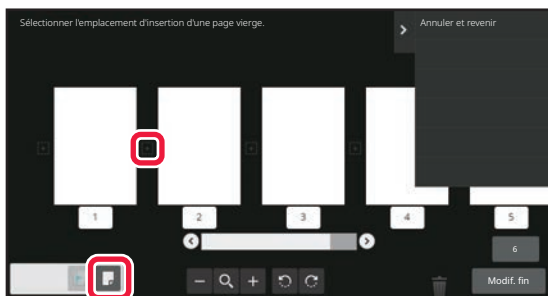 Sélectionner l'emplacement d'insertion d'une page vierge.
Annuler et revenir
1
2
3
4
5
6
Modif. fin